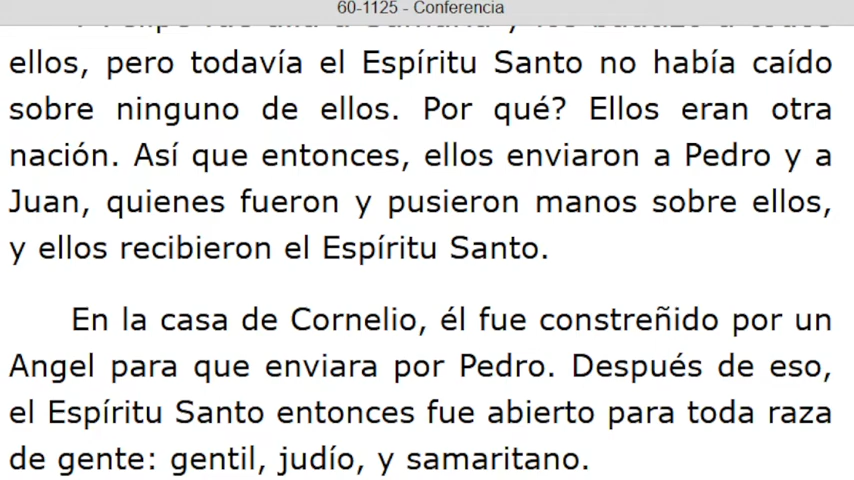 60-1125 - Conferencia
ellos, pero todavía el Espíritu Santo no había caído
sobre ninguno de ellos. Por qué? Ellos eran otra
nación. Así que entonces, ellos enviaron a Pedro y a
Juan, quienes fueron y pusieron manos sobre ellos,
y ellos recibieron el Espíritu Santo.
En la casa de Cornelio, él fue constreñido por un
Angel para que enviara por Pedro. Después de eso,
el Espíritu Santo entonces fue abierto para toda raza
de gente: gentil, judío, y samaritano.